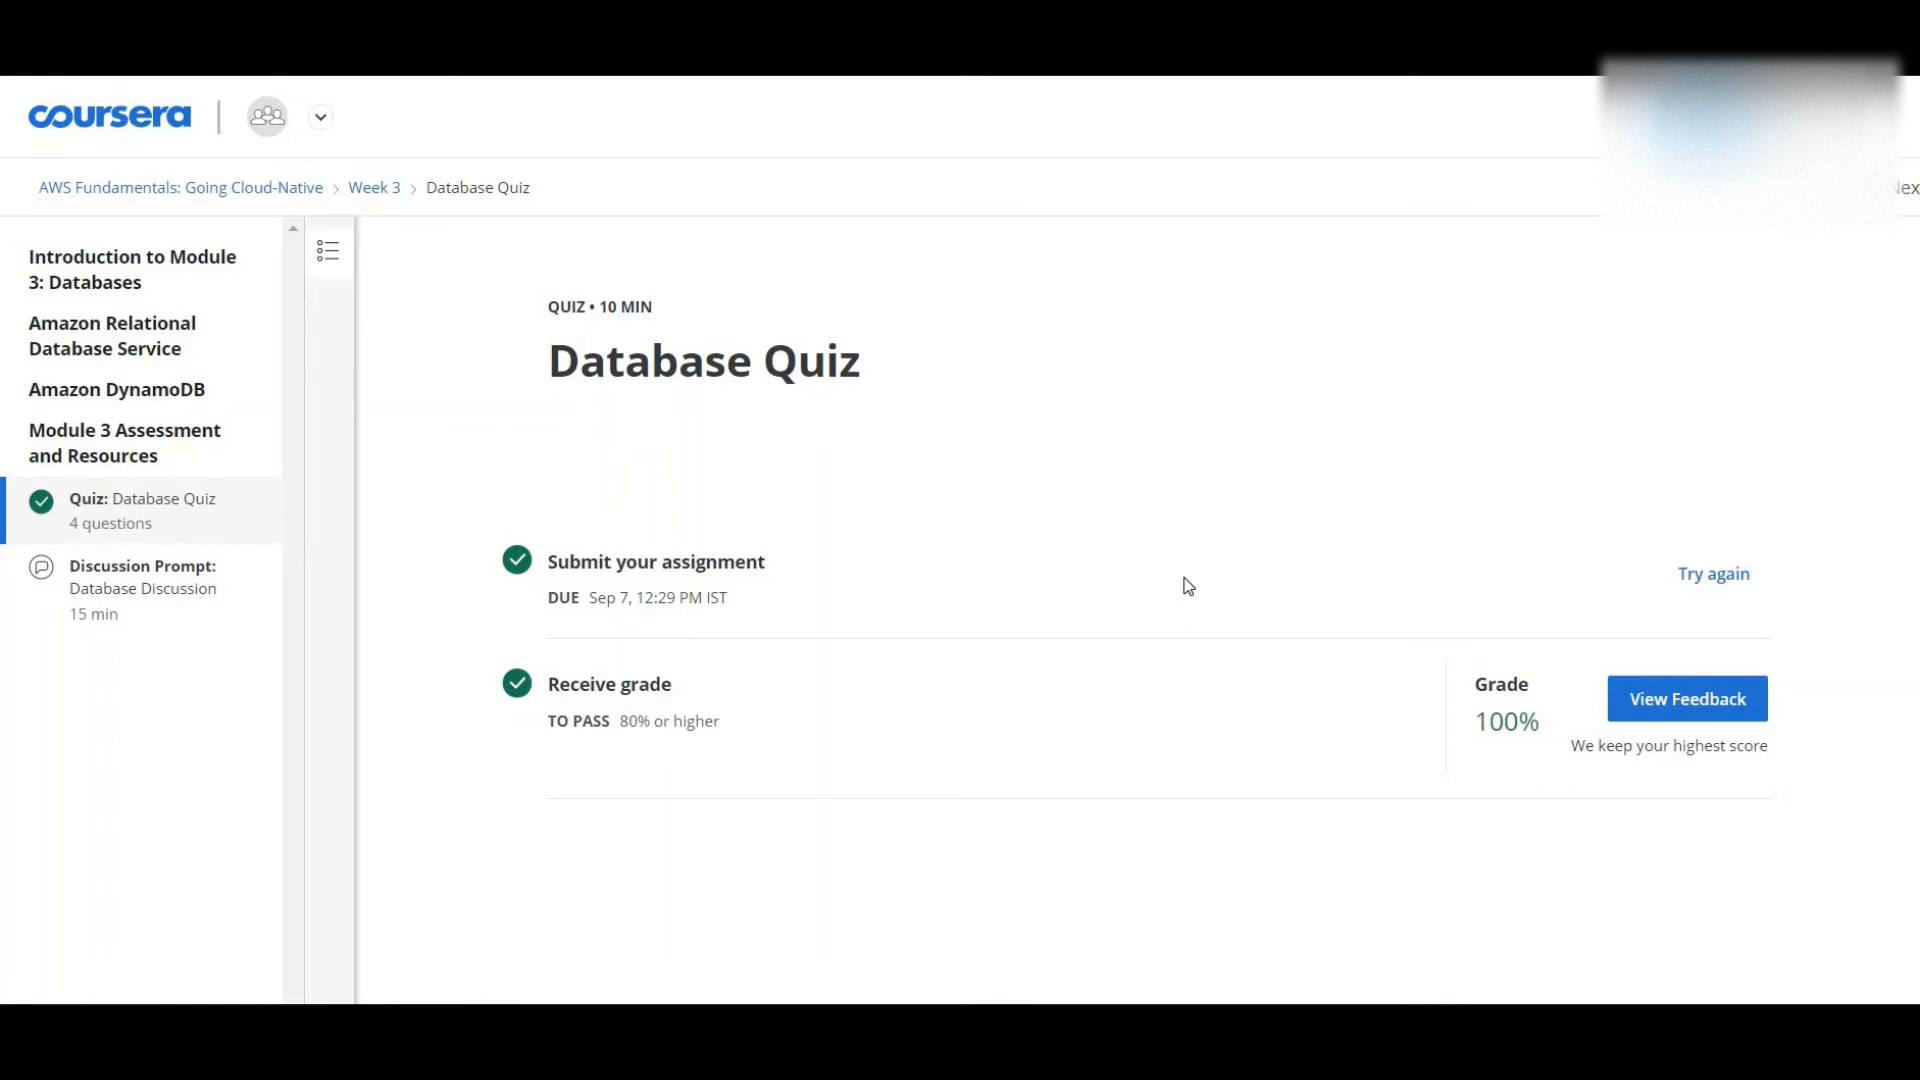 coursera
AWS Fundamentals: Going Cloud-Native > Week 3 > Database Quiz
Introduction to Module
3: Databases
Amazon Relational
Database Service
Amazon DynamoDB
Module 3 Assessment
and Resources
Quiz: Database Quiz
4 questions
Discussion Prompt:
Database Discussion
15 min
QUIZ • 10 MIN
Database Quiz
Submit your assignment
DUE Sep 7, 12:29 PM IST
Try again
Receive grade
TO PASS 80% or higher
Grade
100%
View Feedback
We keep your highest score